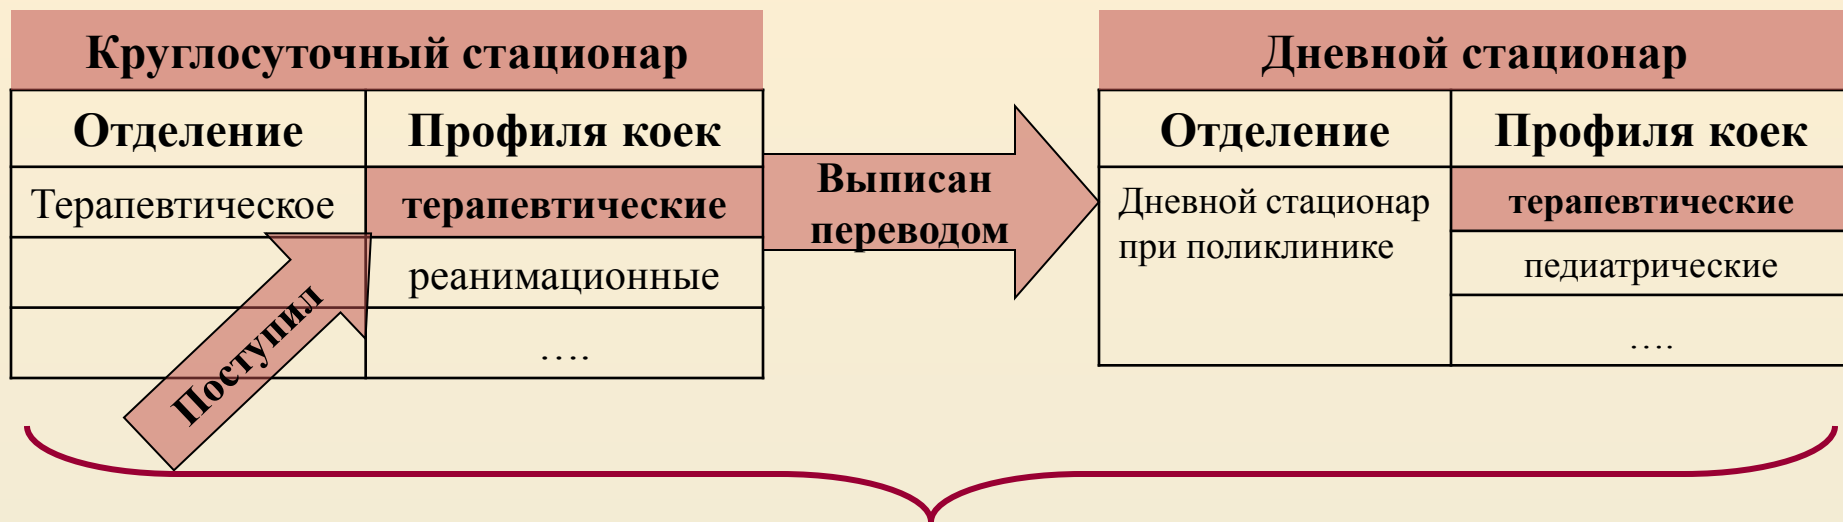 Круглосуточный стационар
Отделение Профиля коек
Терапевтическое терапевтические
реанимационные
….
Поступил
Выписан
переводом
Дневной стационар
Отделение Профиля коек
Дневной стационар
при поликлинике
терапевтические
педиатрические
….